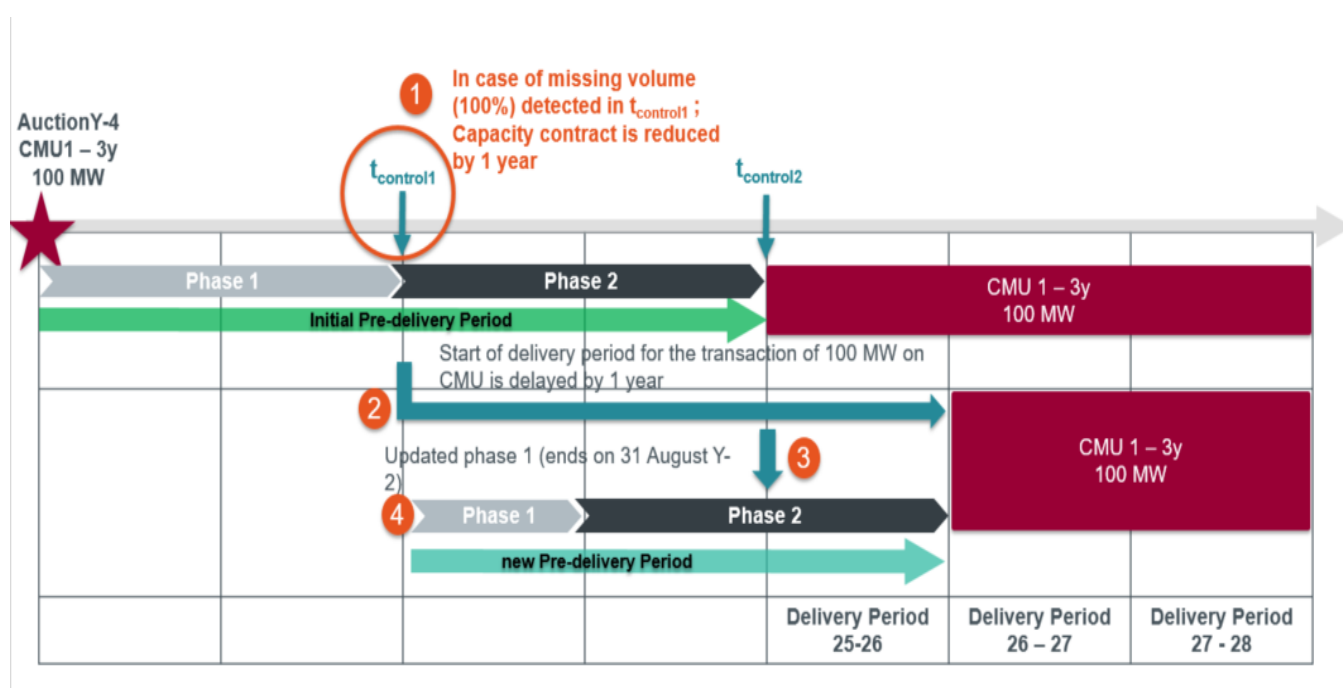 1
In case of missing volume
(100%) detected in tcontrol1 ;
Capacity contract is reduced
by 1 year
AuctionY-4
CMU1 – 3y
100 MW
tcontrol1
tcontrol2
Phase 1
Phase 2
CMU 1 – 3y
100 MW
Initial Pre-delivery Period
Start of delivery period for the transaction of 100 MW on
CMU is delayed by 1 year
2
3
CMU 1 – 3y
100 MW
Updated phase 1 (ends on 31 August Y-
2)
4
Phase 1
Phase 2
new Pre-delivery Period
Delivery Period
25-26
Delivery Period
26 – 27
Delivery Period
27 - 28